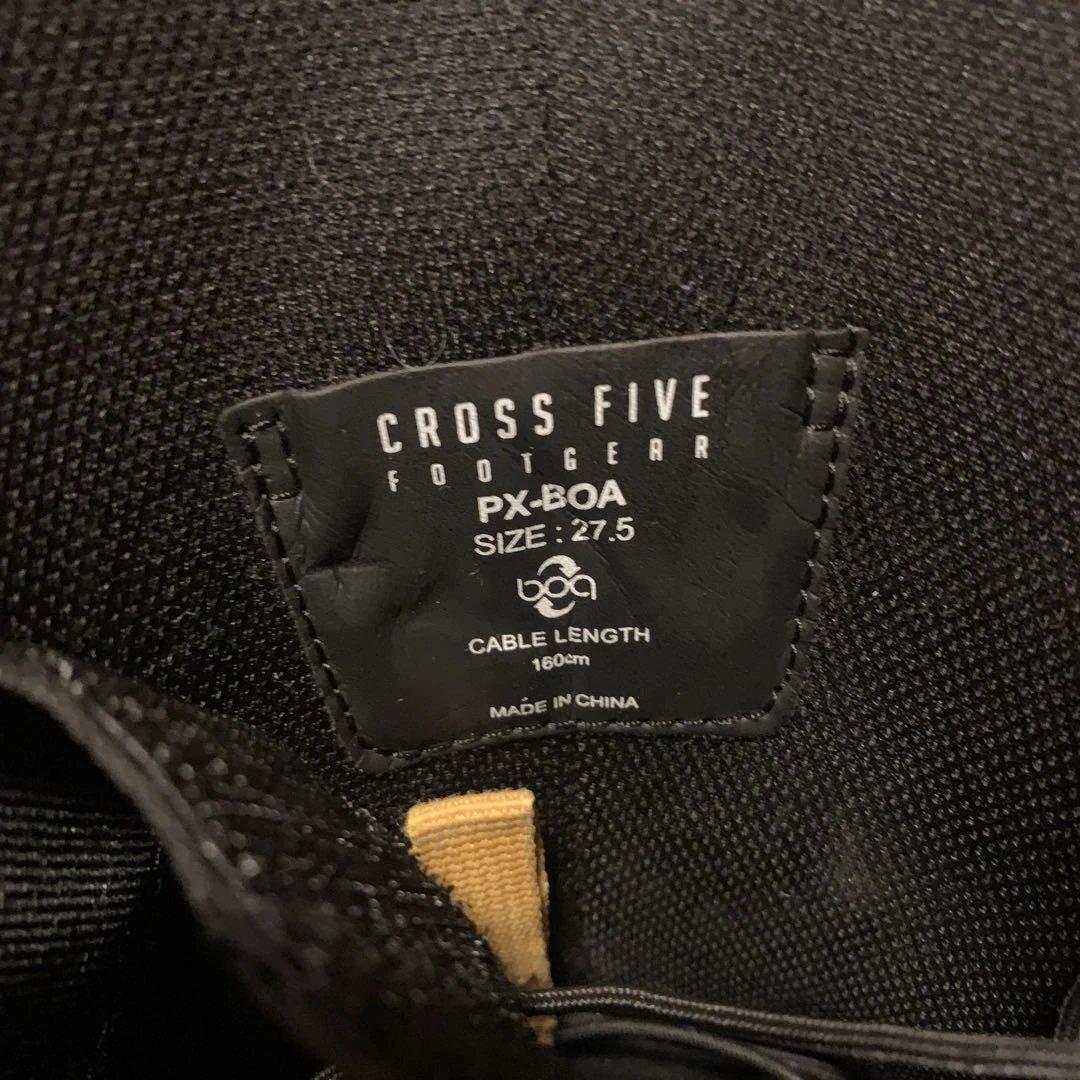 CROSS FIVE
FOOTGEAR
PX-BOA
SIZE : 27.5
boa
CABLE LENGTH
160cm
MADE IN CHINA